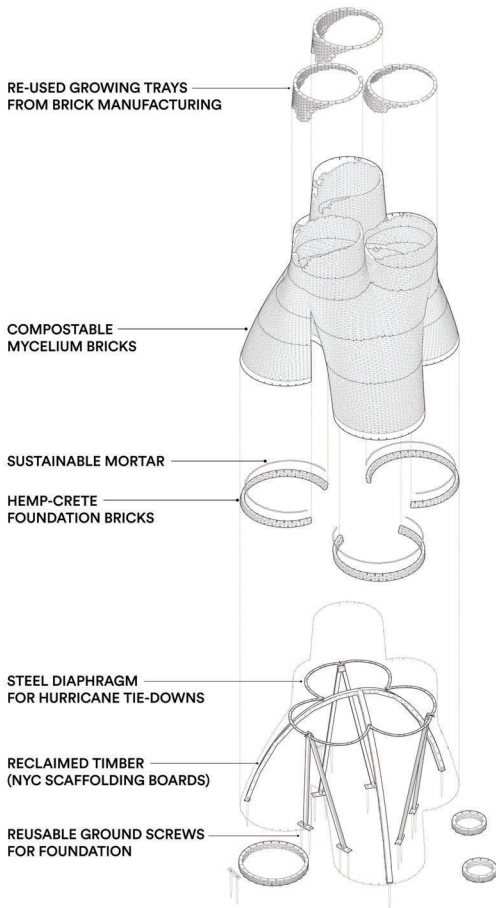 RE-USED GROWING TRAYS
FROM BRICK MANUFACTURING
COMPOSTABLE
MYCELIUM BRICKS
SUSTAINABLE MORTAR
HEMP-CRETE
FOUNDATION BRICKS
STEEL DIAPHRAGM
FOR HURRICANE TIE-DOWNS
RECLAIMED TIMBER
(NYC SCAFFOLDING BOARDS)
REUSABLE GROUND SCREWS
FOR FOUNDATION